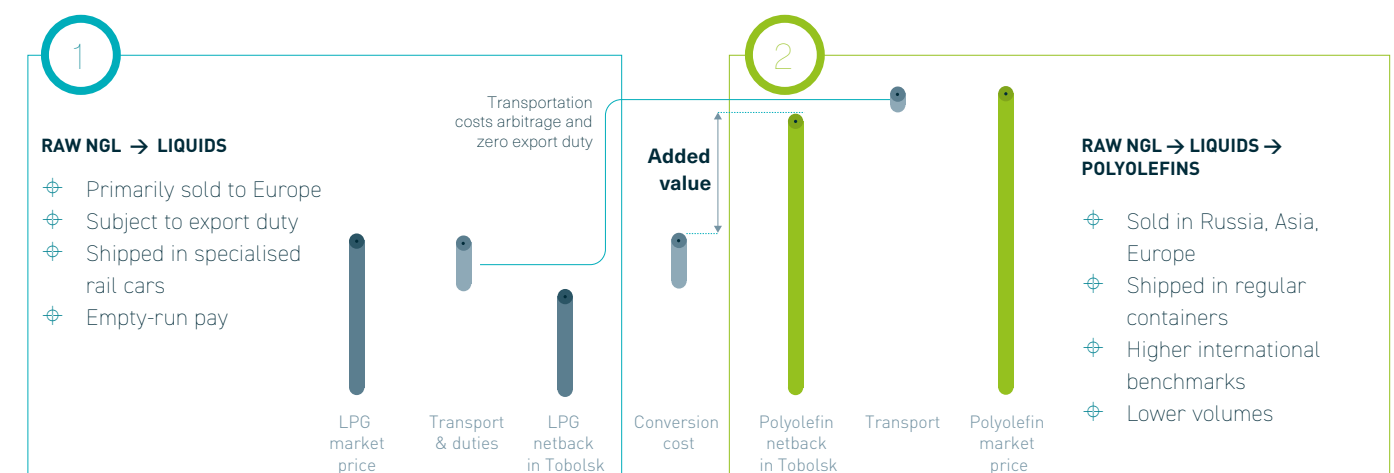 1
RAW NGL → LIQUIDS
Primarily sold to Europe
Subject to export duty
Shipped in specialised
rail cars
Empty-run pay
Transportation
costs arbitrage and
zero export duty
LPG
market
price
Transport
& duties
LPG
netback
in Tobolsk
Added
value
Conversion
cost
2
Polyolefin
netback
in Tobolsk
Transport
Polyolefin
market
price
RAW NGL → LIQUIDS →
POLYOLEFINS
Sold in Russia, Asia,
Europe
Shipped in regular
containers
Higher international
benchmarks
Lower volumes